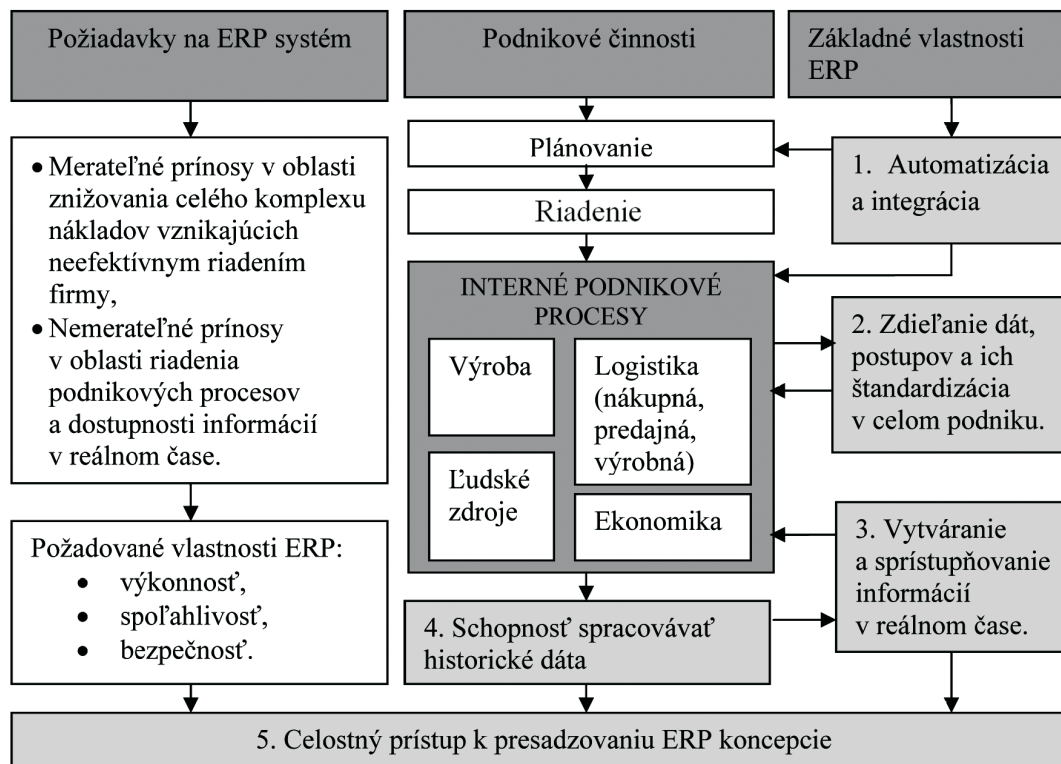 Požiadavky na ERP systém
• Merateľné prínosy v oblasti
znižovania celého komplexu
nákladov vznikajúcich
neefektívnym riadením
firmy,
• Nemerateľné prínosy
v oblasti riadenia
podnikových procesov
a dostupnosti informácií
v reálnom čase.
Požadované vlastnosti ERP:
• výkonnosť,
• spoľahlivosť,
• bezpečnosť.
Podnikové činnosti
Plánovanie
Riadenie
INTERNÉ PODNIKOVÉ
PROCESY
Výroba
Logistika
(nákupná,
predajná,
výrobná)
Ľudské
zdroje
Ekonomika
4. Schopnosť spracovávať
historické dáta
Základné vlastnosti
ERP
1. Automatizácia
a integrácia
2. Zdieľanie dát,
postupov a ich
štandardizácia
v celom podniku.
3. Vytváranie
a sprístupňovanie
informácií
v reálnom čase.
5. Celostný prístup k presadzovaniu ERP koncepcie